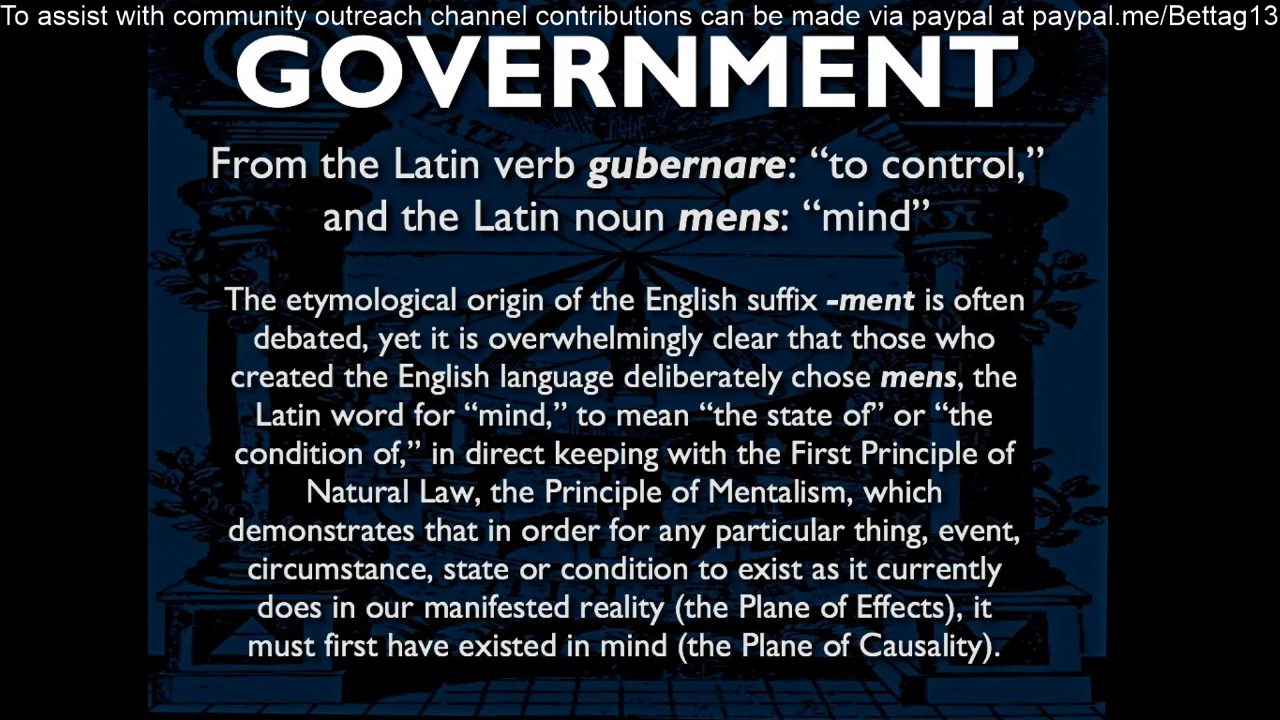 To assist with community outreach channel contributions can be made via paypal at paypal.me/Bettag13
GOVERNMENT
From the Latin verb gubernare: “to control,”
and the Latin noun mens: “mind”
The etymological origin of the English suffix -ment is often
debated, yet it is overwhelmingly clear that those who
created the English language deliberately chose mens, the
Latin word for “mind,” to mean “the state of” or “the
condition of,” in direct keeping with the First Principle of
Natural Law, the Principle of Mentalism, which
demonstrates that in order for any particular thing, event,
circumstance, state or condition to exist as it currently
does in our manifested reality (the Plane of Effects), it
must first have existed in mind (the Plane of Causality).